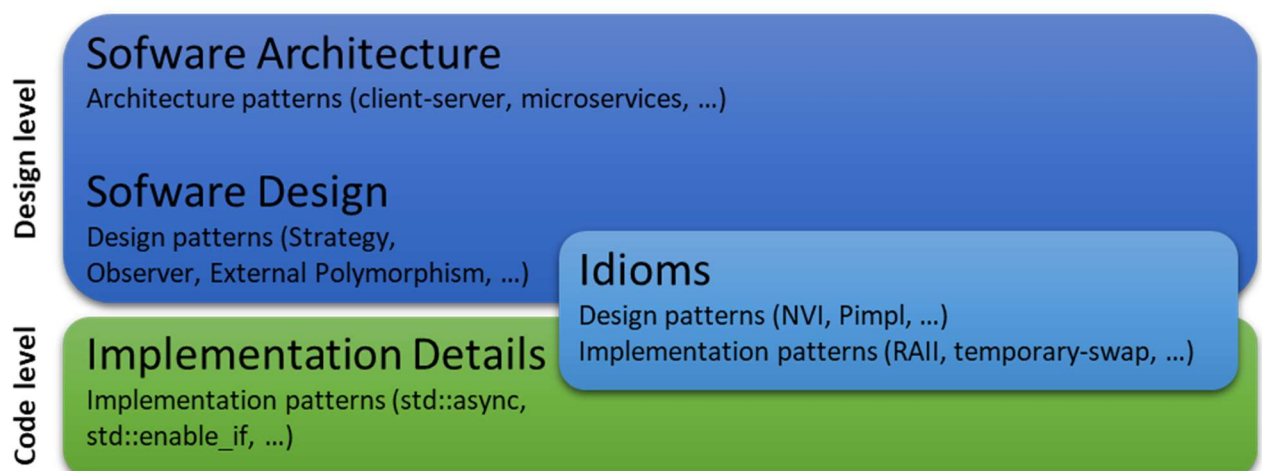 Design level
Sofware Architecture
Architecture patterns (client-server, microservices, ...)
Sofware Design
Design patterns (Strategy,
Observer, External Polymorphism, ...)
Idioms
Design patterns (NVI, Pimpl, ...)
Implementation patterns (RAII, temporary-swap, ...)
Code level
Implementation Details
Implementation patterns (std::async,
std::enable_if, ...)